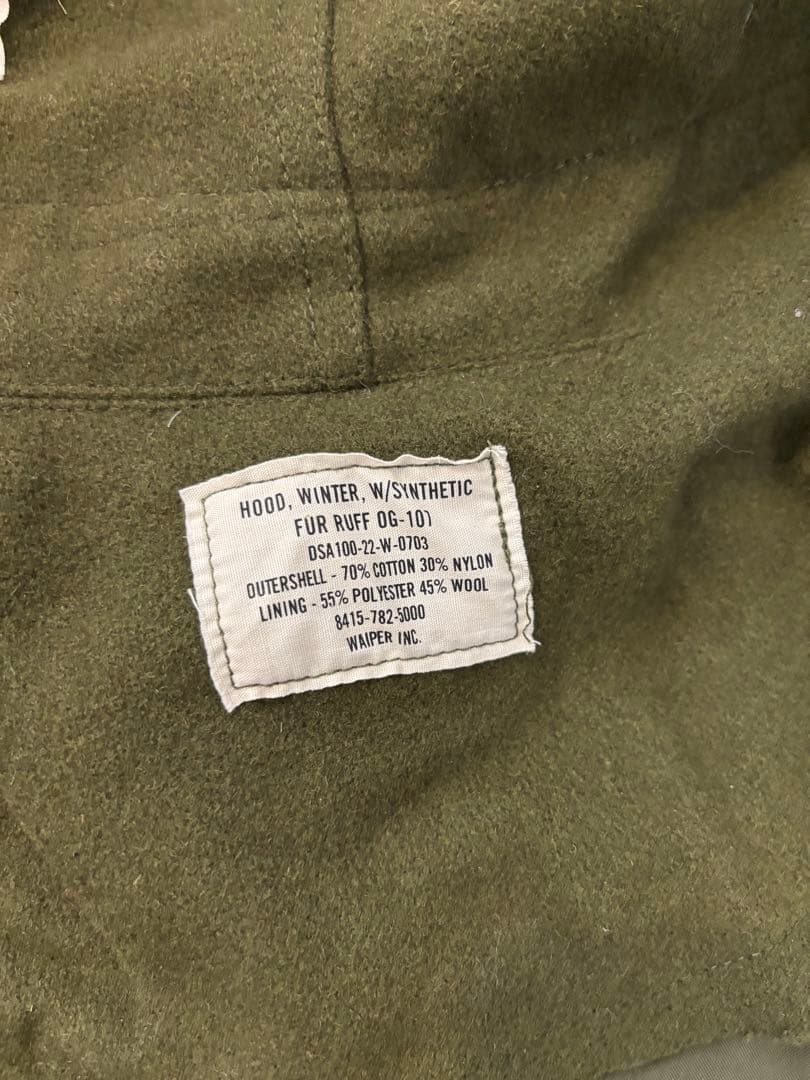 HOOD, WINTER, W/SYNTHETIC
FUR RUFF OG-107
DSA100-22-W-0703
OUTERSHELL - 70% COTTON 30% NYLON
LINING - 55% POLYESTER 45% WOOL
8415-782-5000
WAIPER INC.